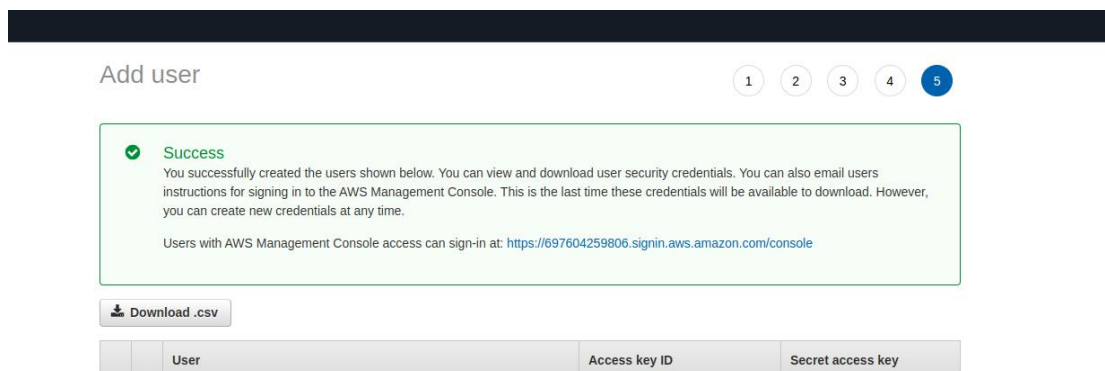 Add user
1 2 3 4 5
Success
You successfully created the users shown below. You can view and download user security credentials. You can also email users
instructions for signing in to the AWS Management Console. This is the last time these credentials will be available to download. However,
you can create new credentials at any time.
Users with AWS Management Console access can sign-in at: https://697604259806.signin.aws.amazon.com/console
Download .csv
User Access key ID Secret access key